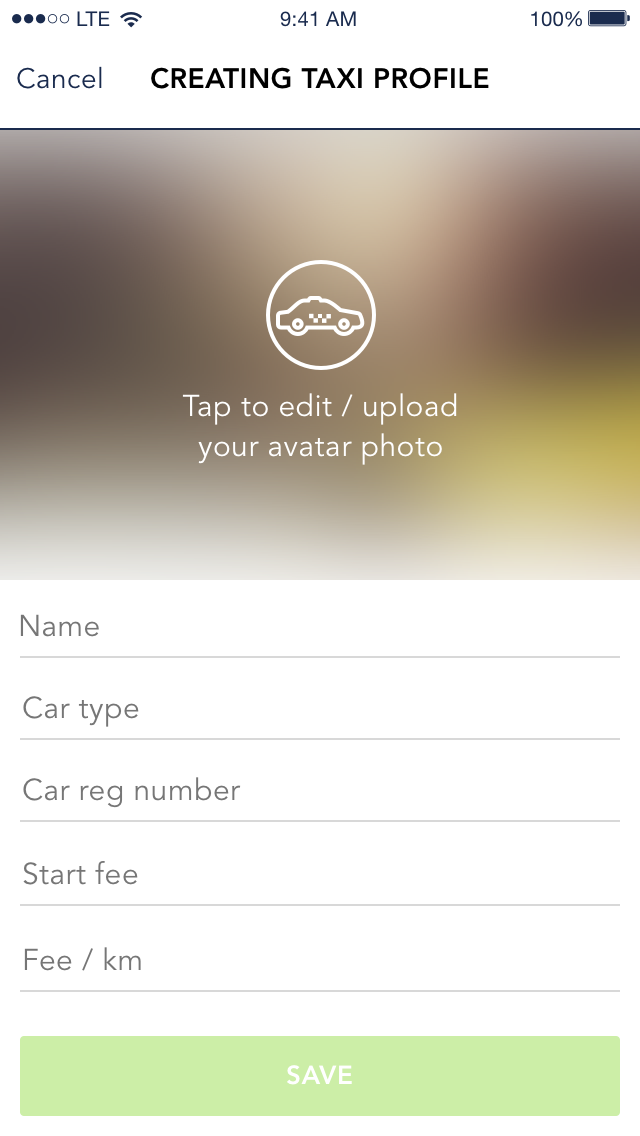 LTE 9:41 AM 100%
Cancel CREATING TAXI PROFILE
Tap to edit / upload
your avatar photo
Name
Car type
Car reg number
Start fee
Fee / km
SAVE